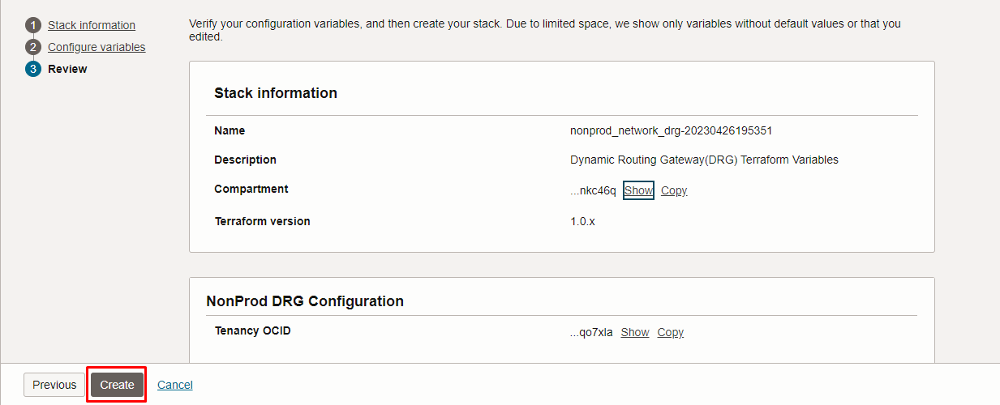 1 Stack information
2 Configure variables
3 Review
Verify your configuration variables, and then create your stack. Due to limited space, we show only variables without default values or that you
edited.
Stack information
Name nonprod_network_drg-20230426195351
Description Dynamic Routing Gateway(DRG) Terraform Variables
Compartment ...nkc46q Show Copy
Terraform version 1.0.x
NonProd DRG Configuration
Tenancy OCID ...qo7xla Show Copy
Previous Create Cancel